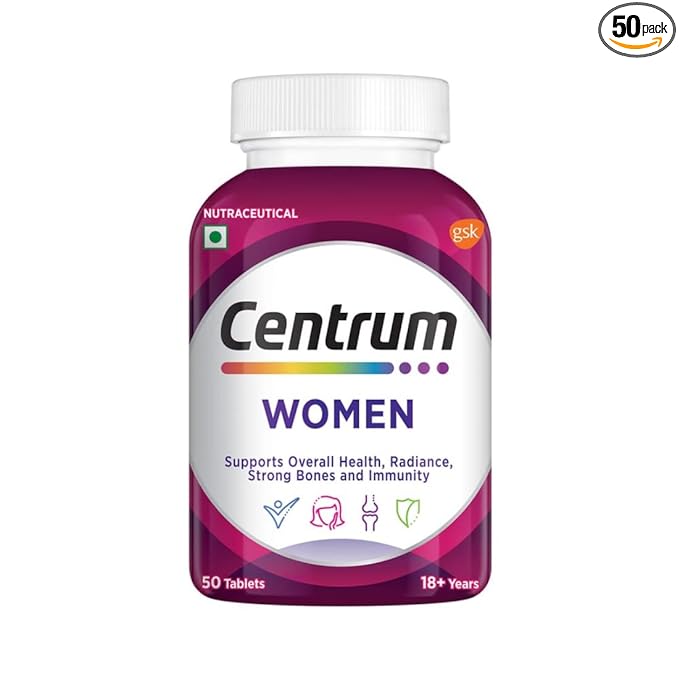 50 pack
NUTRACEUTICAL
gsk
Centrum
WOMEN
Supports Overall Health, Radiance,
Strong Bones and Immunity
50 Tablets
18+ Years